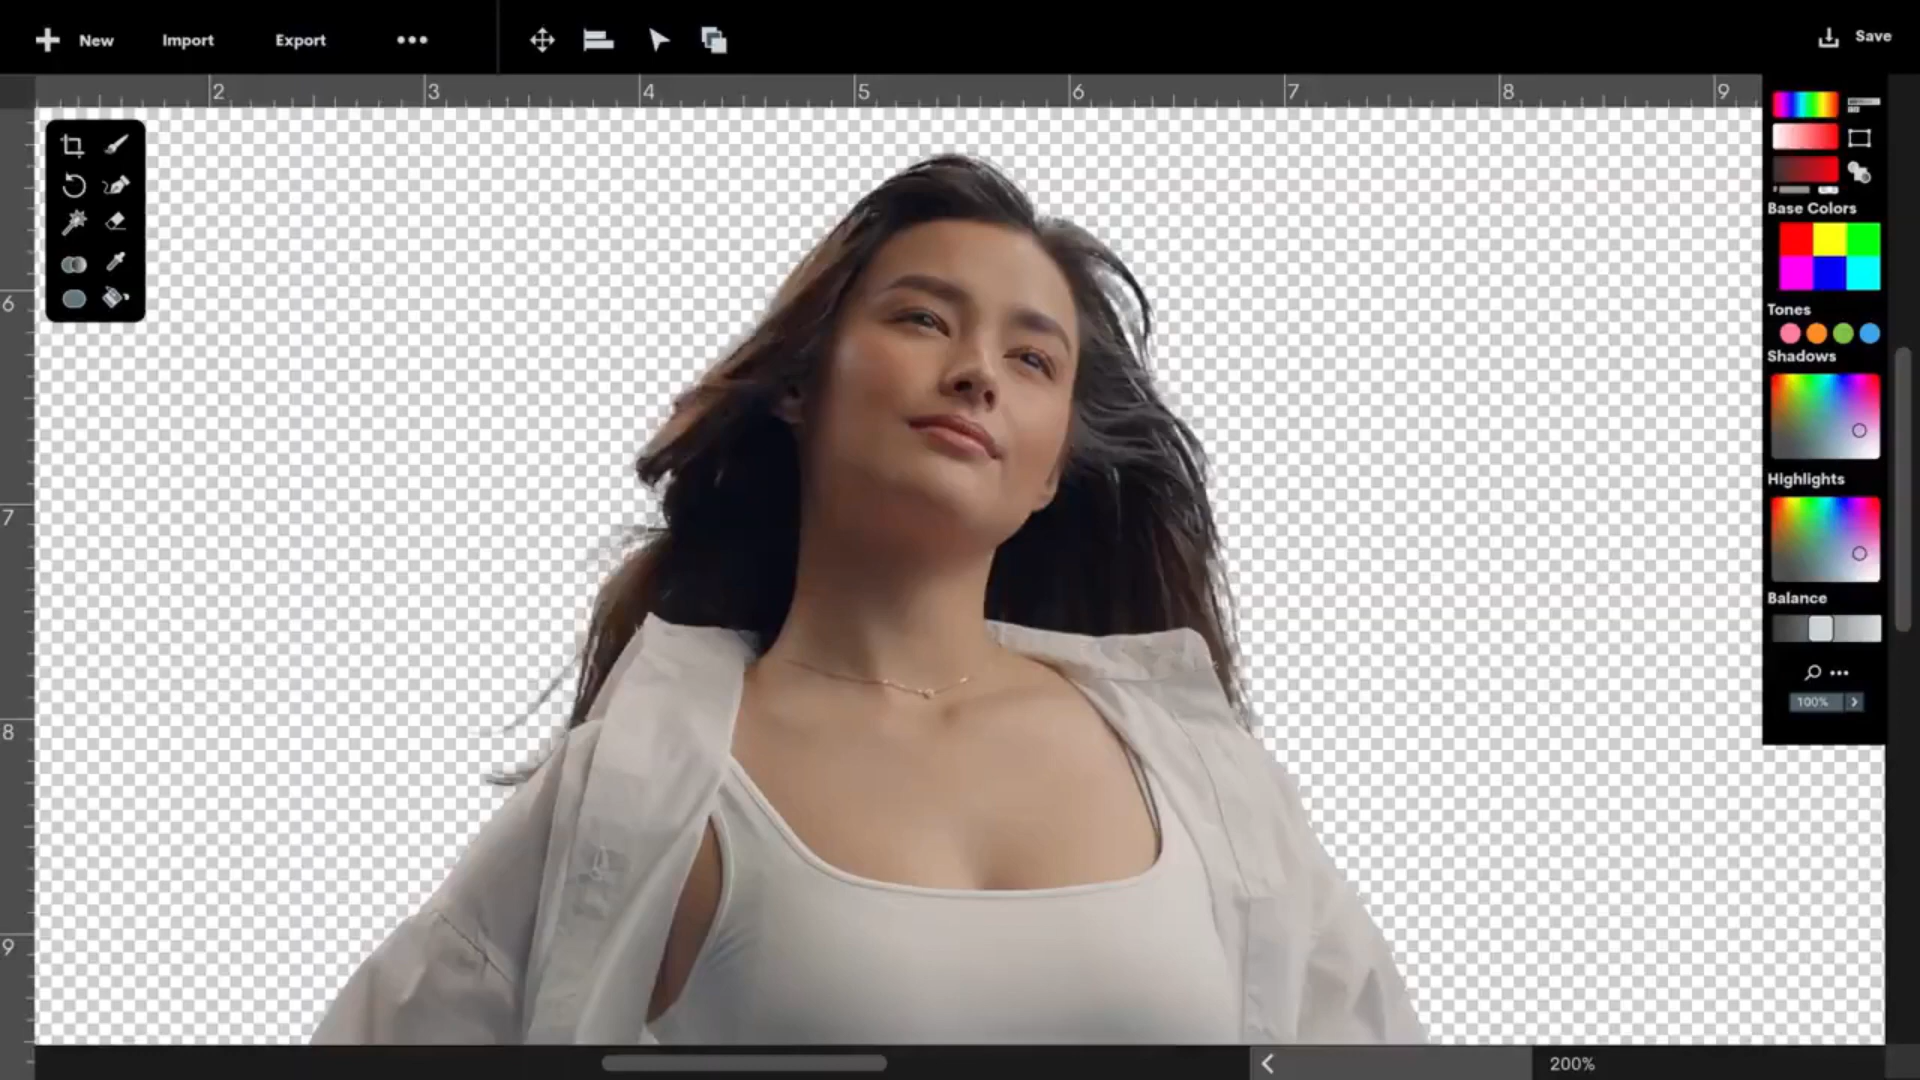 New Import Export Save
2 3 4 5 6 7 8 9
6
7
8
9
Base Colors
Tones
Shadows
Highlights
Balance
100%
200%